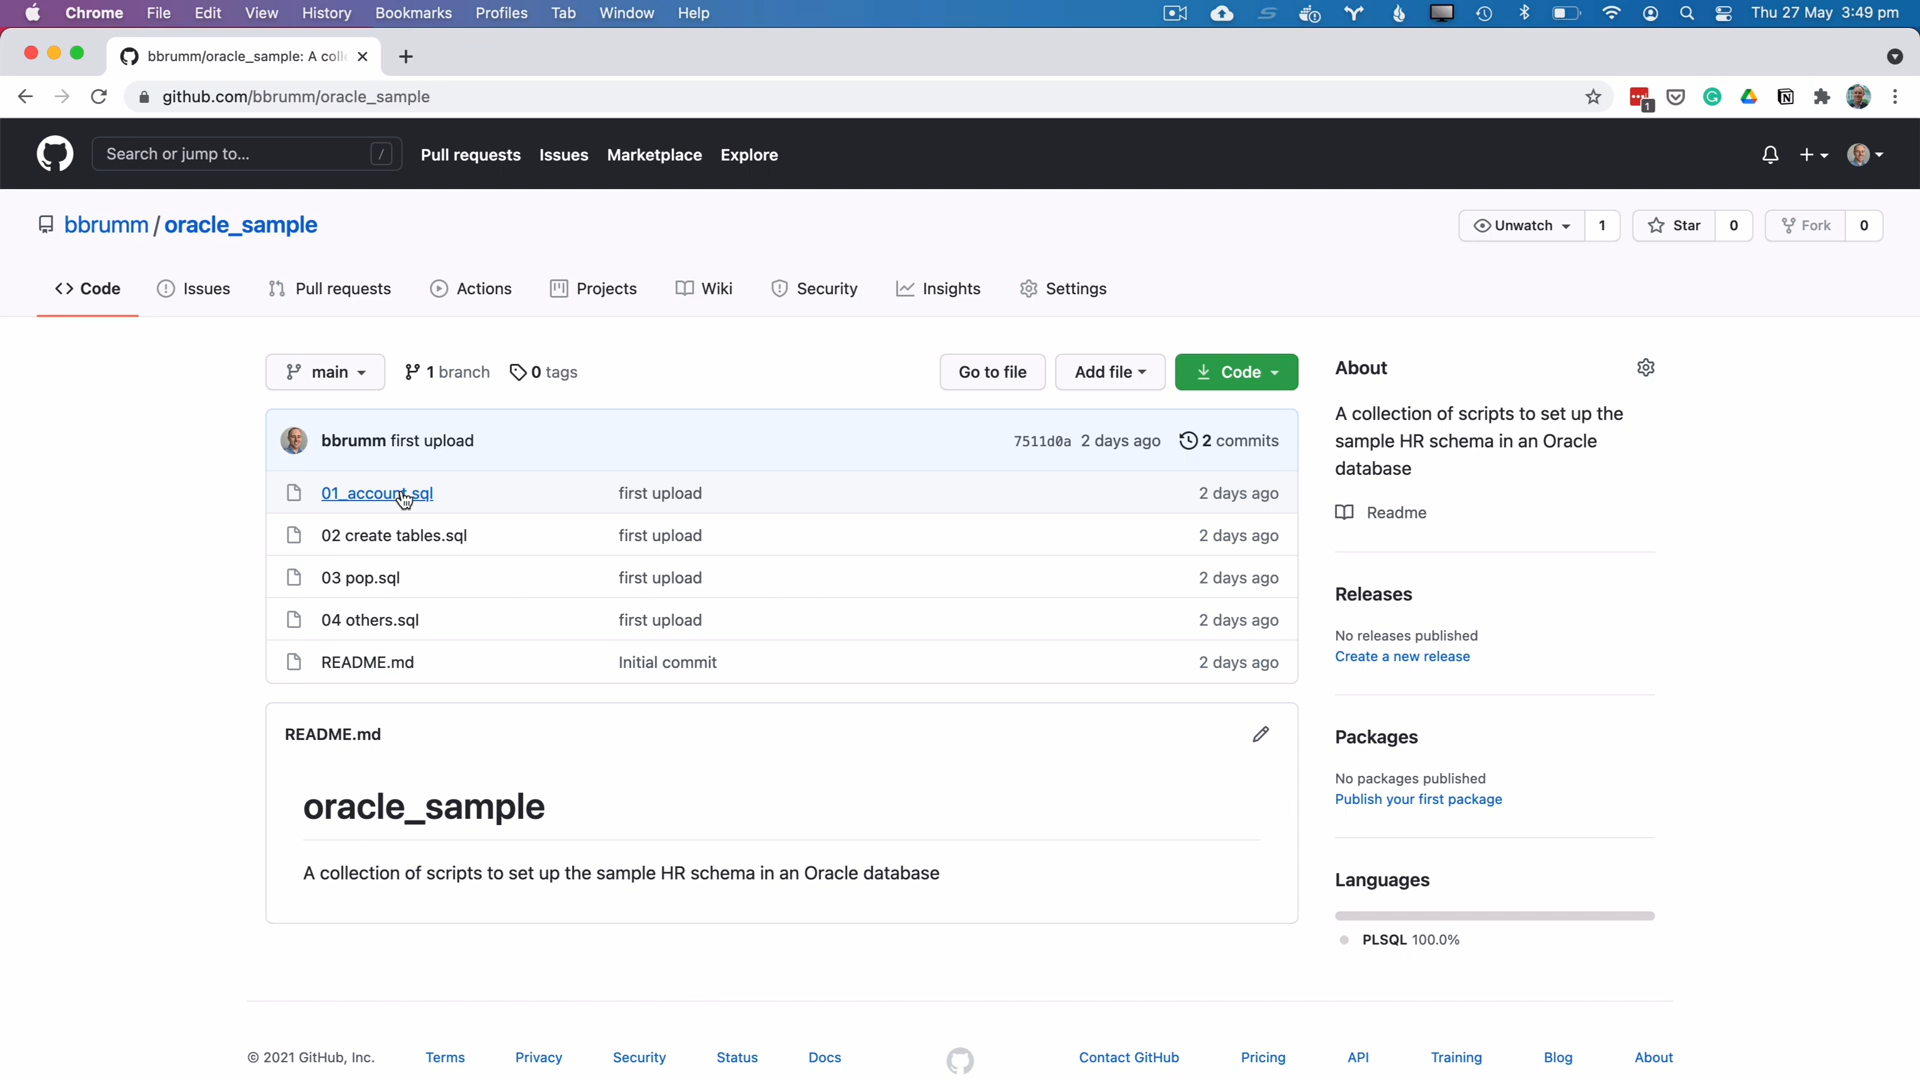 Chrome File Edit View History Bookmarks Profiles Tab Window Help Thu 27 May 3:49 pm
bbrumm/oracle_sample: A coll
github.com/bbrumm/oracle_sample 1
Search or jump to... / Pull requests Issues Marketplace Explore
bbrumm / oracle_sample Unwatch 1 Star 0 Fork 0
Code Issues Pull requests Actions Projects Wiki Security Insights Settings
main 1 branch 0 tags Go to file Add file Code
bbrumm first upload 7511d0a 2 days ago 2 commits
01_account.sql first upload 2 days ago
02 create tables.sql first upload 2 days ago
03 pop.sql first upload 2 days ago
04 others.sql first upload 2 days ago
README.md Initial commit 2 days ago
README.md
oracle_sample
A collection of scripts to set up the sample HR schema in an Oracle database
About
A collection of scripts to set up the
sample HR schema in an Oracle
database
Readme
Releases
No releases published
Create a new release
Packages
No packages published
Publish your first package
Languages
PLSQL 100.0%
© 2021 GitHub, Inc. Terms Privacy Security Status Docs Contact GitHub Pricing API Training Blog About